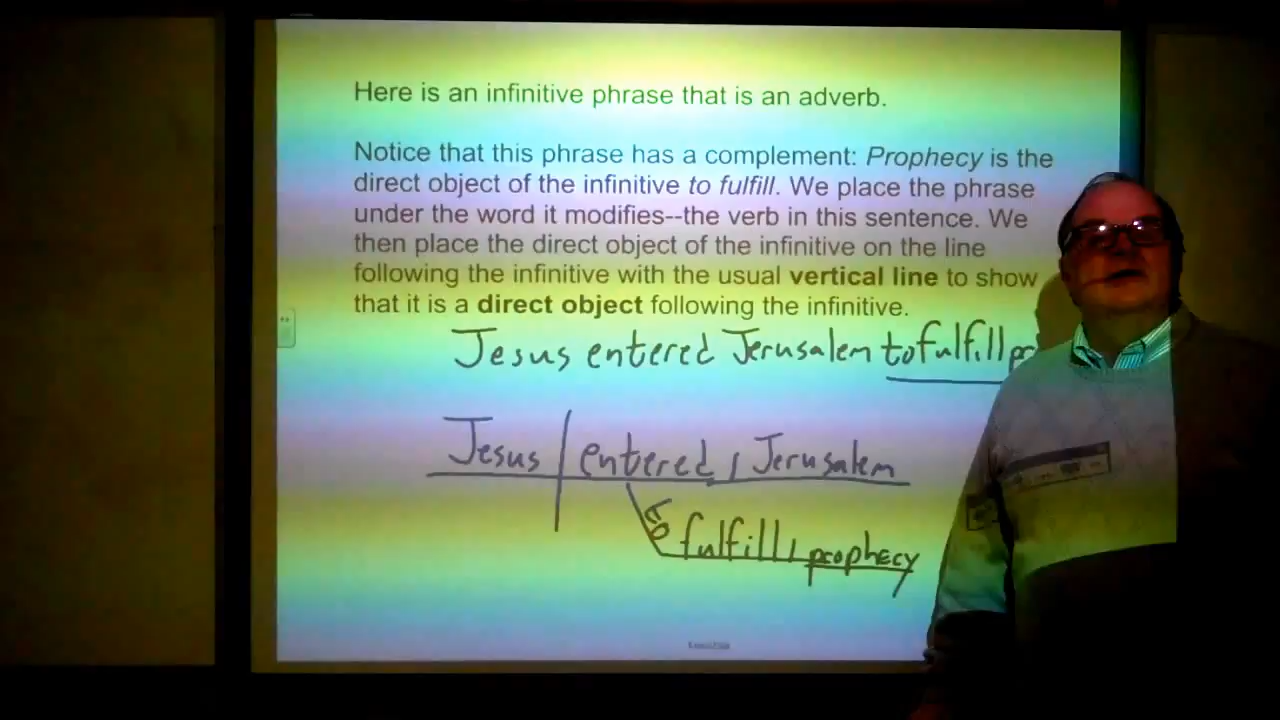 Here is an infinitive phrase that is an adverb.
Notice that this phrase has a complement: Prophecy is the
direct object of the infinitive to fulfill. We place the phrase
under the word it modifies--the verb in this sentence. We
then place the direct object of the infinitive on the line
following the infinitive with the usual vertical line to show
that it is a direct object following the infinitive.
Jesus entered Jerusalem to fulfill
Jesus entered Jerusalem
to fulfill prophecy